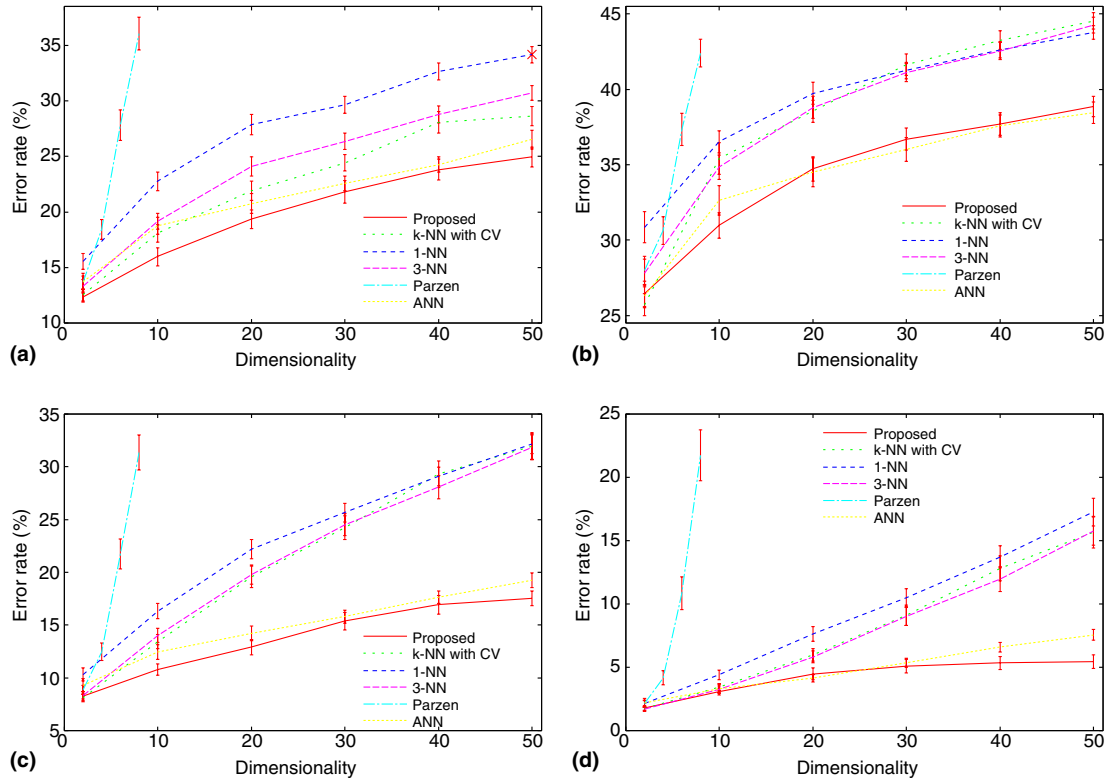 35
30
25
20
15
10
Error rate (%)
Proposed
k-NN with CV
1-NN
3-NN
Parzen
ANN
0 10 20 30 40 50
Dimensionality
(a)
45
40
35
30
25
Error rate (%)
Proposed
k-NN with CV
1-NN
3-NN
Parzen
ANN
0 10 20 30 40 50
Dimensionality
(b)
35
30
25
20
15
10
5
Error rate (%)
Proposed
k-NN with CV
1-NN
3-NN
Parzen
ANN
0 10 20 30 40 50
Dimensionality
(c)
25
20
15
10
5
0
Error rate (%)
Proposed
k-NN with CV
1-NN
3-NN
Parzen
ANN
0 10 20 30 40 50
Dimensionality
(d)